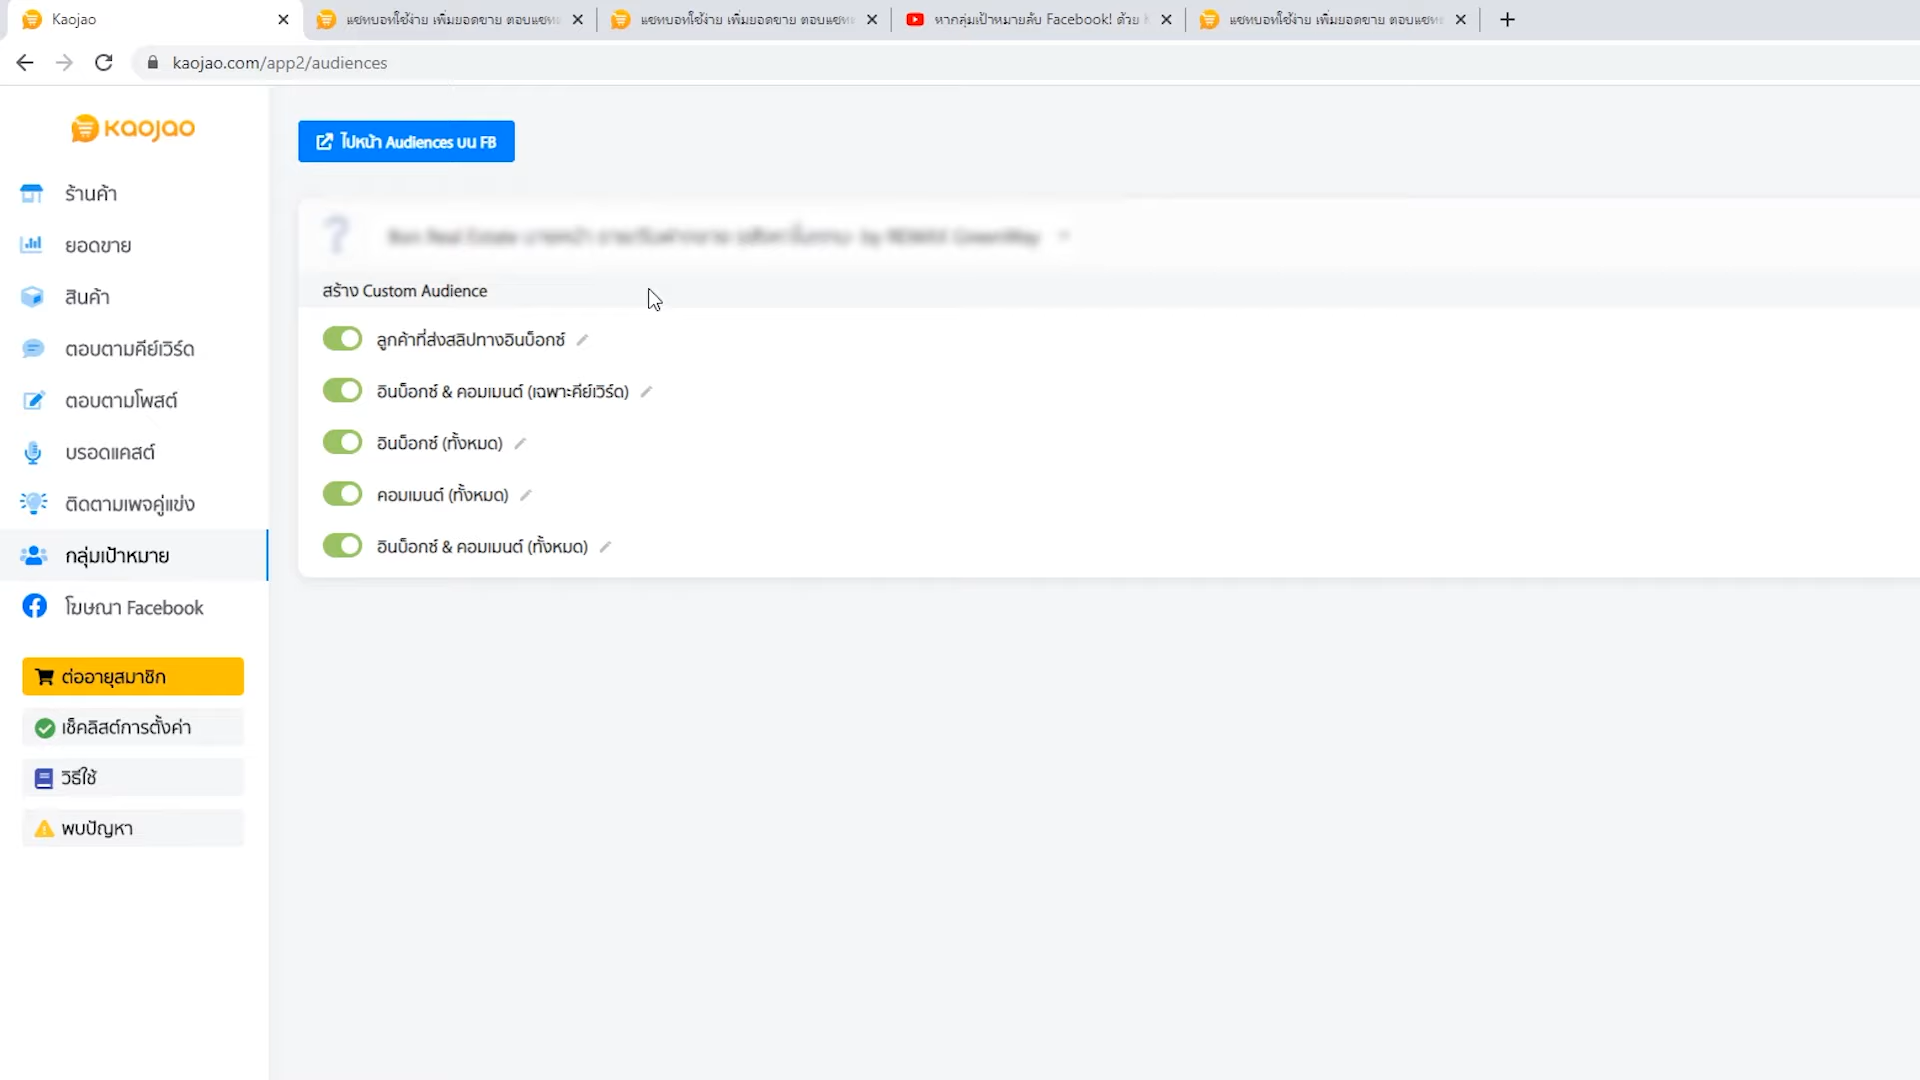 Kaojao
แชทบอทใช้ง่าย เพิ่มยอดขาย ตอบแชท
แชทบอทใช้ง่าย เพิ่มยอดขาย ตอบแชท
หากลุ่มเป้าหมายลับ Facebook! ด้วย
แชทบอทใช้ง่าย เพิ่มยอดขาย ตอบแชท
kaojao.com/app2/audiences
kaojao
ร้านค้า
ยอดขาย
สินค้า
ตอบตามคีย์เวิร์ด
ตอบตามโพสต์
บรอดแคสต์
ติดตามเพจคู่แข่ง
กลุ่มเป้าหมาย
โฆษณา Facebook
ต่ออายุสมาชิก
เช็คลิสต์การตั้งค่า
วิธีใช้
พบปัญหา
ไปหน้า Audiences บน FB
สร้าง Custom Audience
ลูกค้าที่ส่งสลิปทางอินบ็อกซ์
อินบ็อกซ์ & คอมเมนต์ (เฉพาะคีย์เวิร์ด)
อินบ็อกซ์ (ทั้งหมด)
คอมเมนต์ (ทั้งหมด)
อินบ็อกซ์ & คอมเมนต์ (ทั้งหมด)